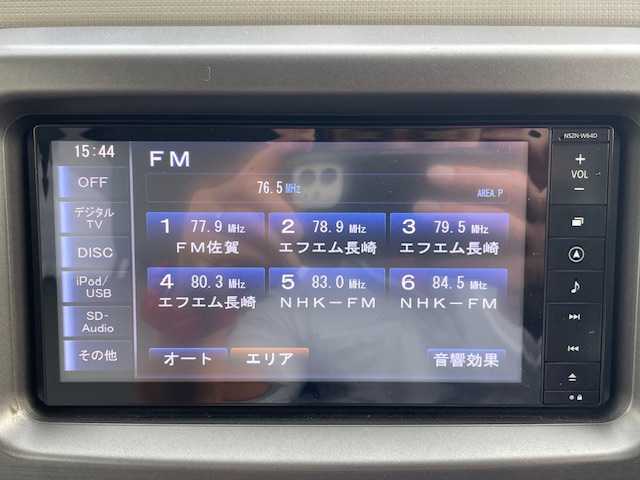 NSZN-W64D
15:44
FM
OFF
76.5MHz
AREA.P
デジタル
TV
1 77.9 MHz
FM佐賀
2 78.9 MHz
エフエム長崎
3 79.5 MHz
エフエム長崎
DISC
iPod/
USB
4 80.3 MHz
エフエム長崎
5 83.0 MHz
NHK-FM
6 84.5 MHz
NHK-FM
SD-
Audio
その他
オート
エリア
音響効果
+
VOL
-